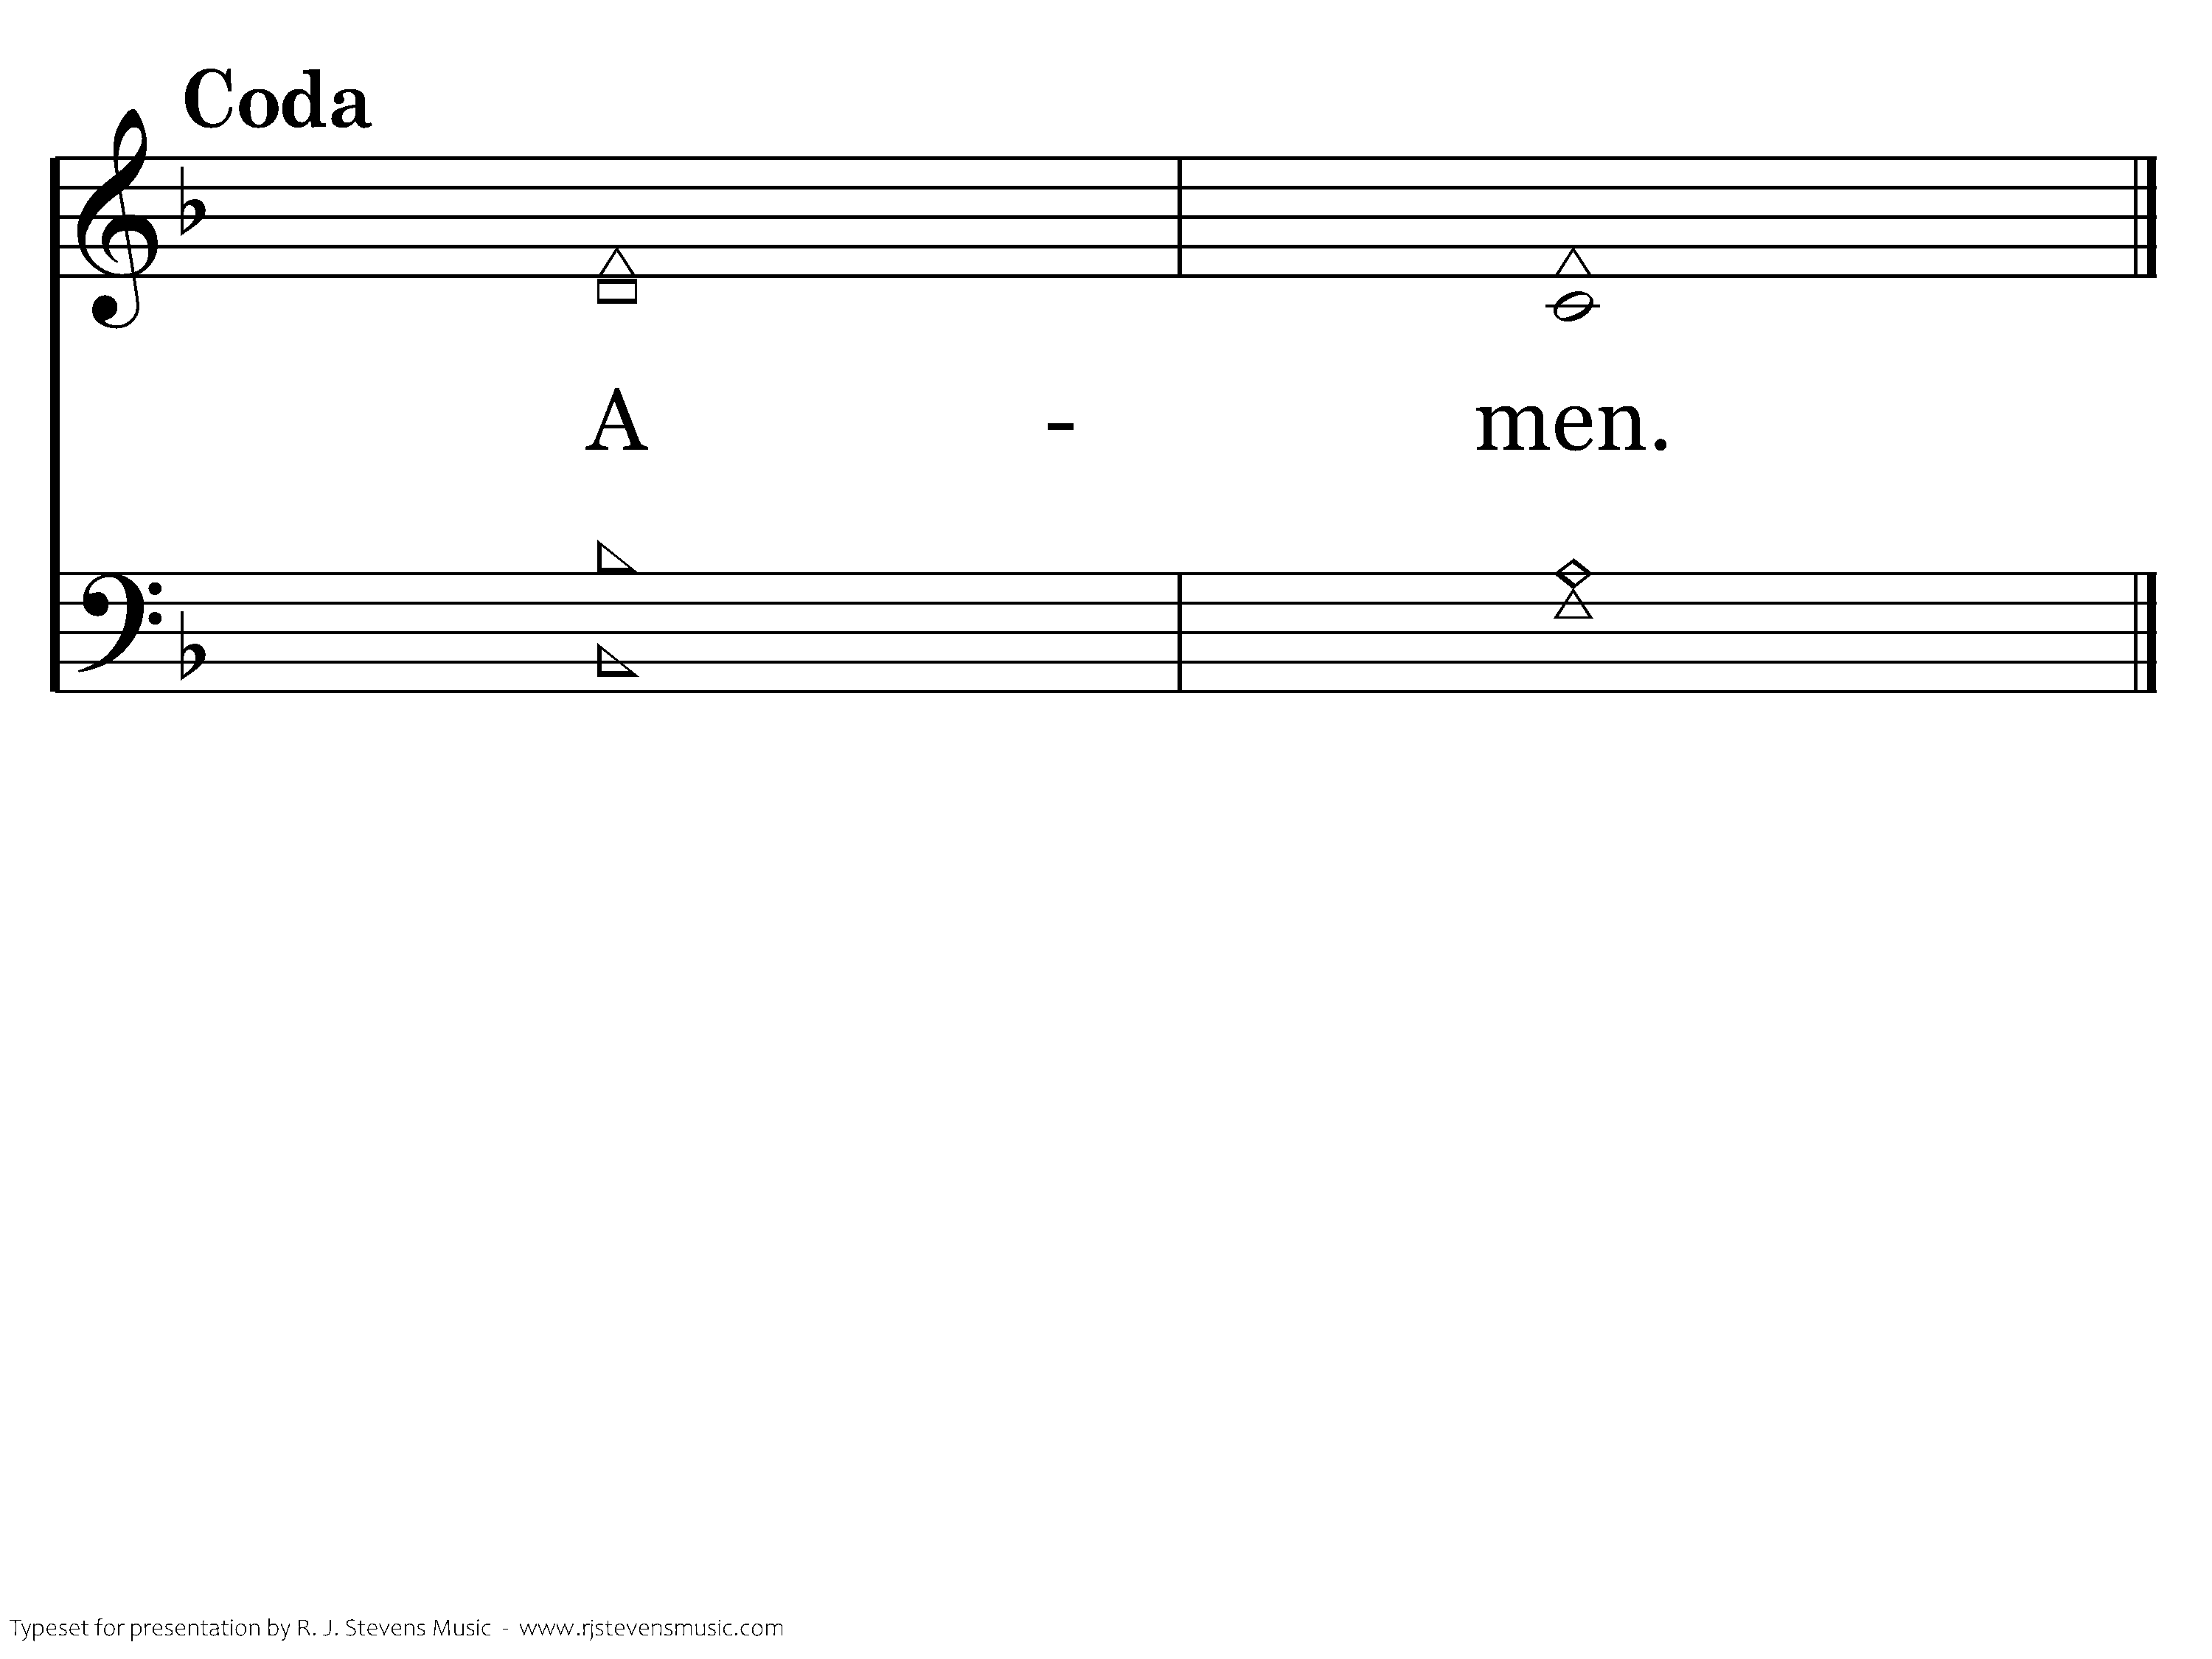 Coda
A - men.
Typeset for presentation by R. J. Stevens Music - www.rjstevensmusic.com